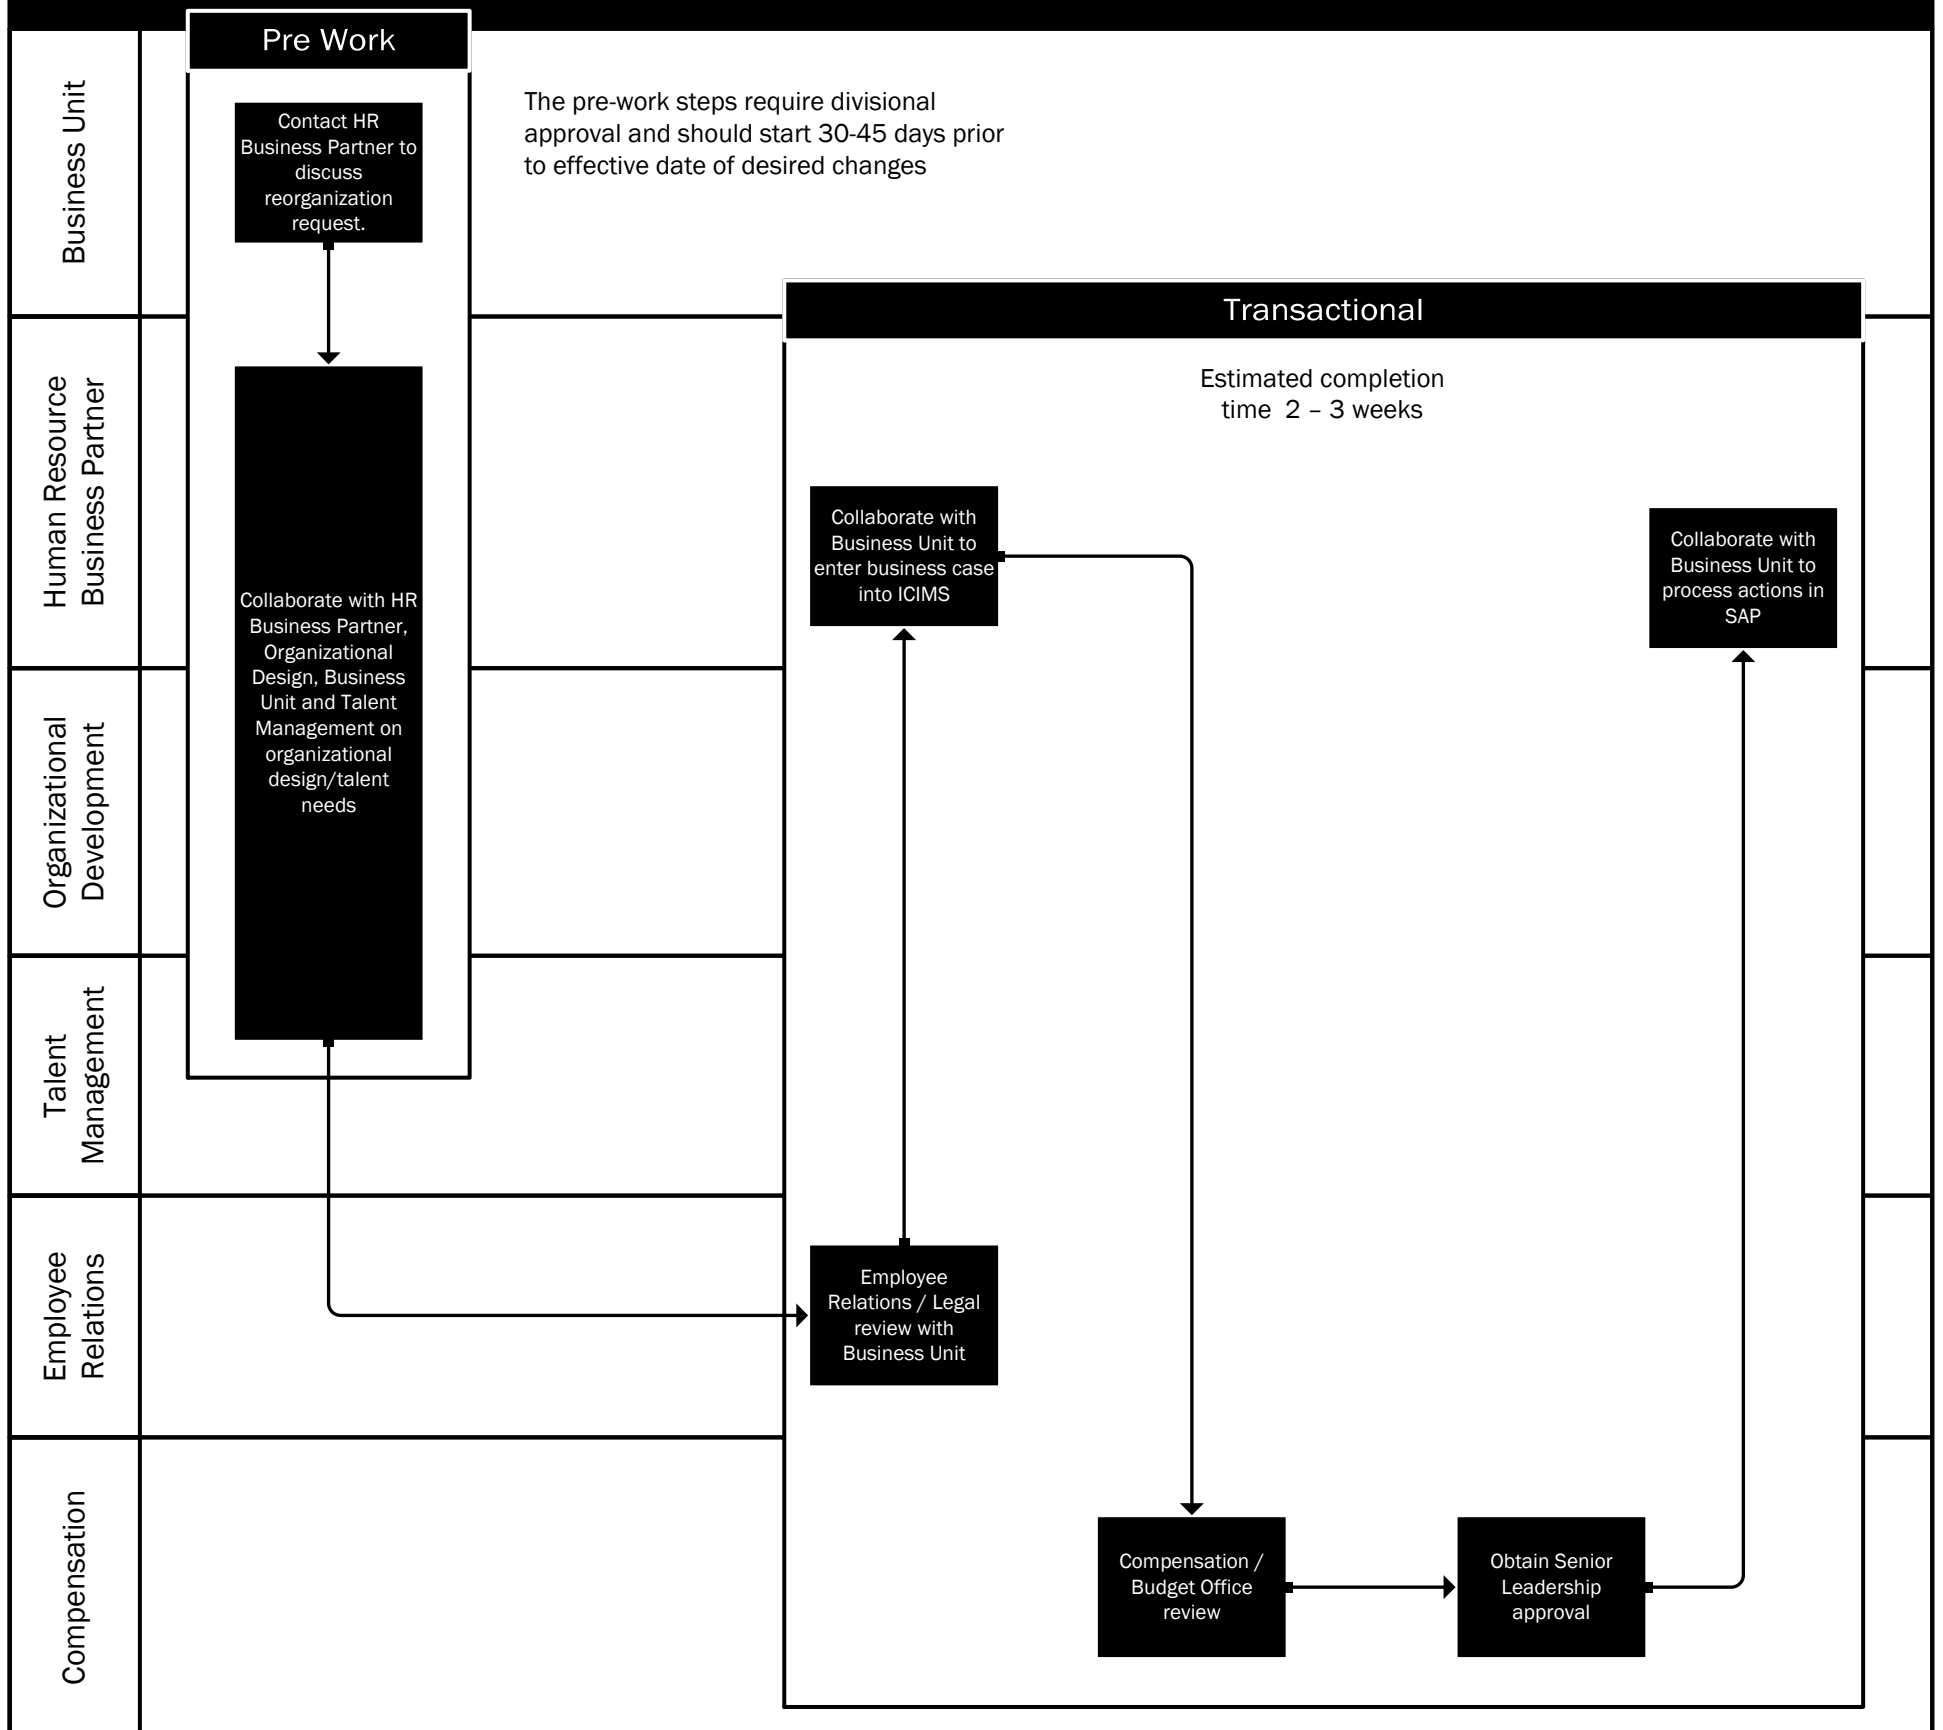 Pre Work
Business Unit
Contact HR
Business Partner to
discuss
reorganization
request.
The pre-work steps require divisional
approval and should start 30-45 days prior
to effective date of desired changes
Transactional
Estimated completion
time 2 – 3 weeks
Human Resource
Business Partner
Collaborate with HR
Business Partner,
Organizational
Design, Business
Unit and Talent
Management on
organizational
design/talent
needs
Collaborate with
Business Unit to
enter business case
into ICIMS
Collaborate with
Business Unit to
process actions in
SAP
Organizational
Development
Talent
Management
Employee
Relations
Employee
Relations / Legal
review with
Business Unit
Compensation
Compensation /
Budget Office
review
Obtain Senior
Leadership
approval